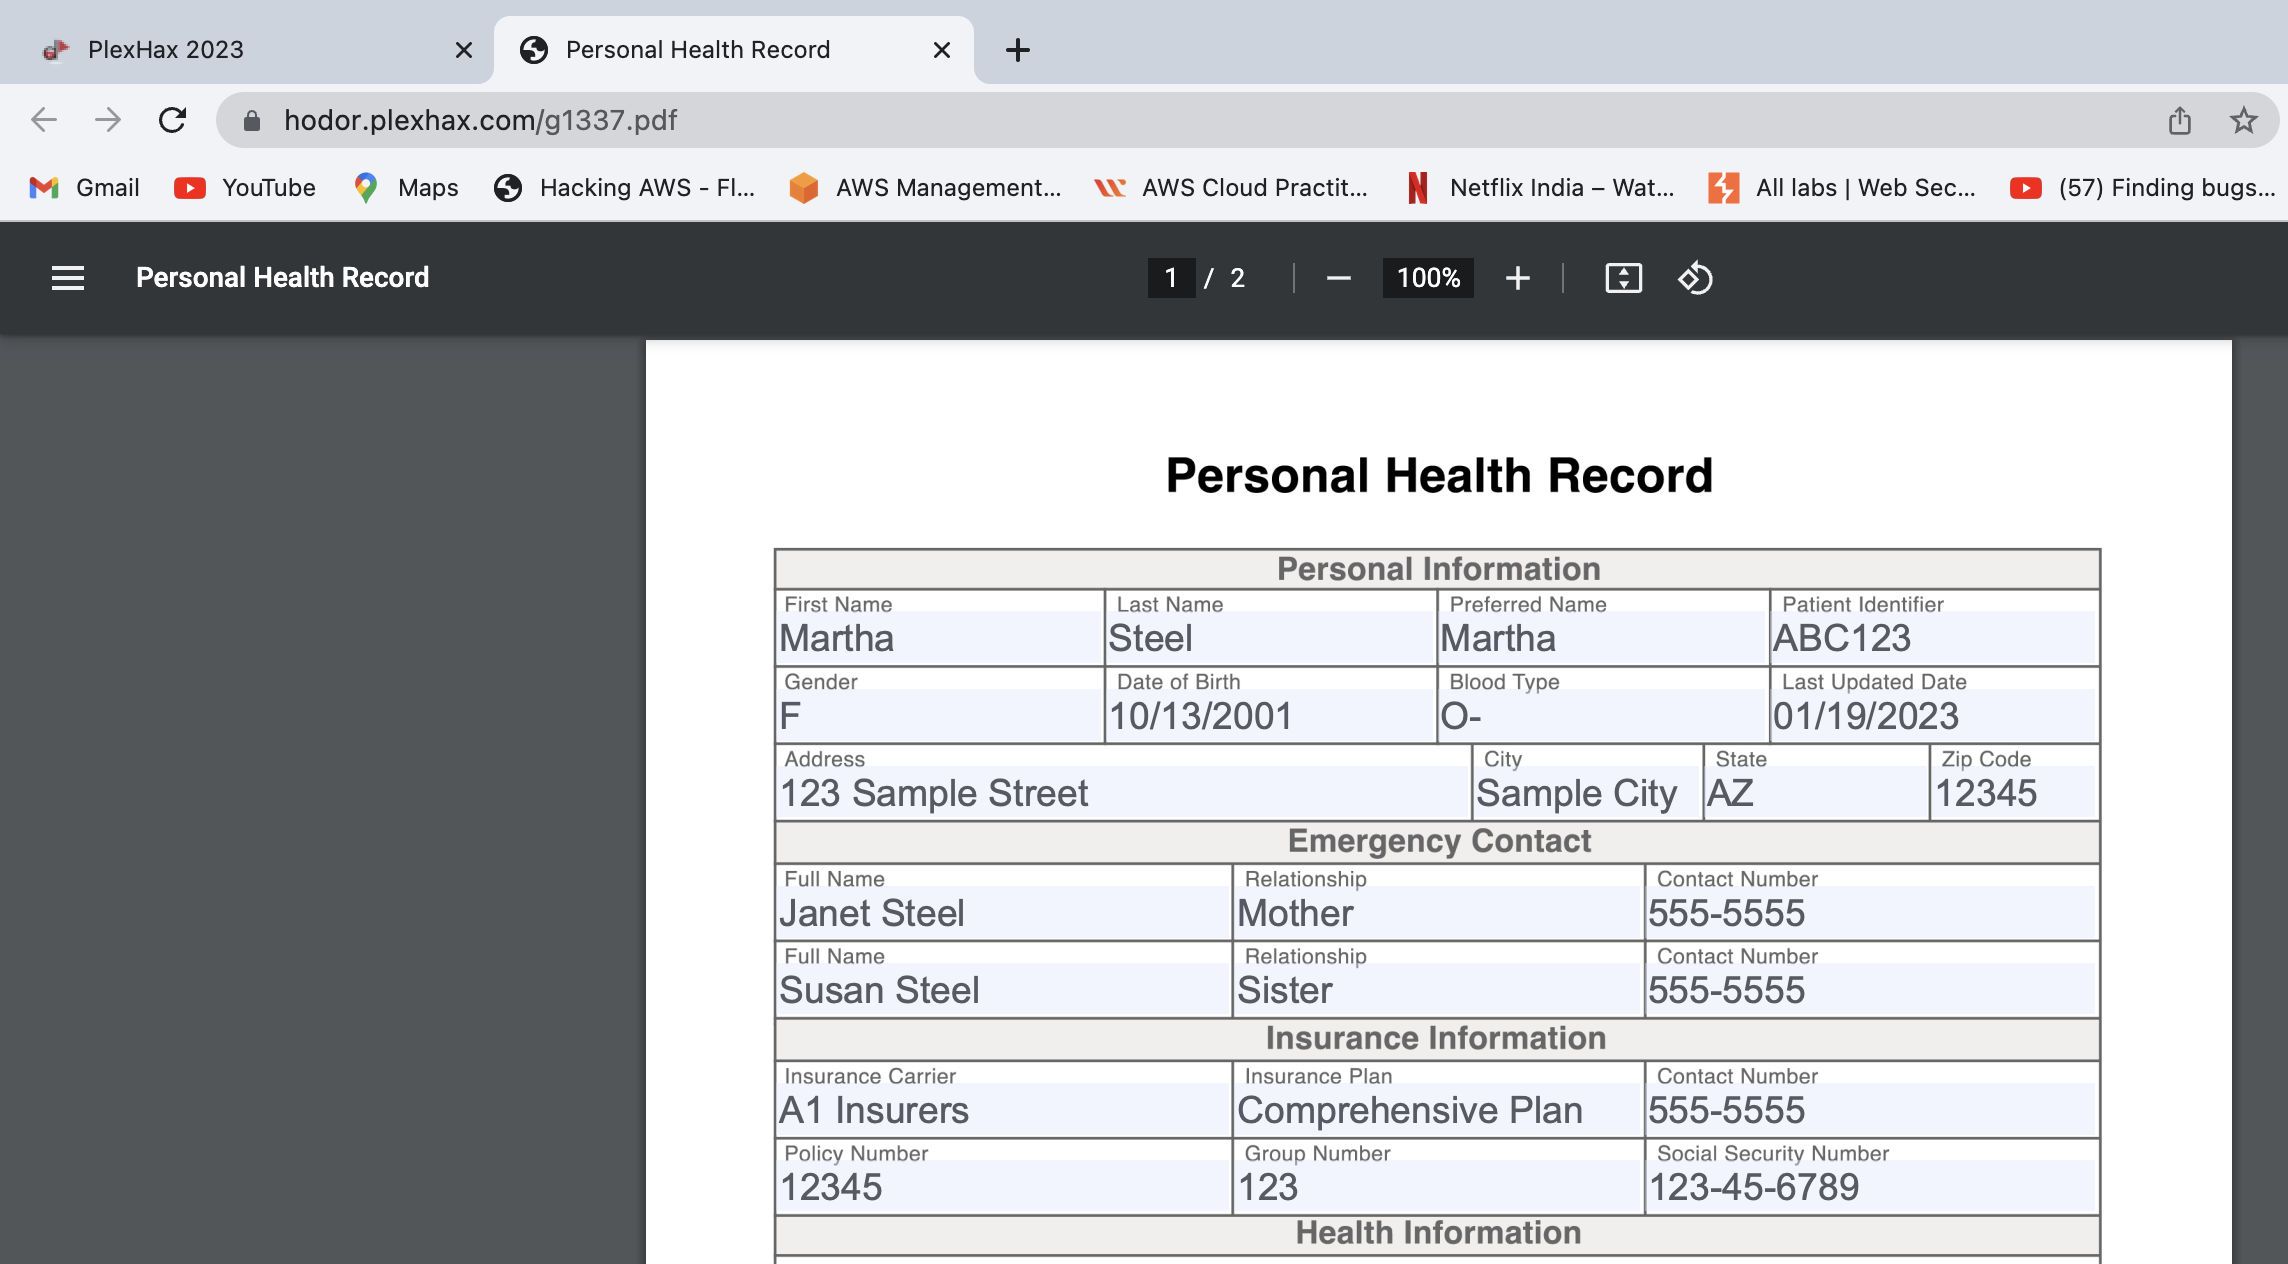 PlexHax 2023
Personal Health Record
hodor.plexhax.com/g1337.pdf
Gmail YouTube Maps Hacking AWS - Fl... AWS Management... AWS Cloud Practit... Netflix India – Wat... All labs | Web Sec... (57) Finding bugs...
Personal Health Record 1 / 2 100%
Personal Health Record
Personal Information
First Name Last Name Preferred Name Patient Identifier
Martha Steel Martha ABC123
Gender Date of Birth Blood Type Last Updated Date
F 10/13/2001 O- 01/19/2023
Address City State Zip Code
123 Sample Street Sample City AZ 12345
Emergency Contact
Full Name Relationship Contact Number
Janet Steel Mother 555-5555
Full Name Relationship Contact Number
Susan Steel Sister 555-5555
Insurance Information
Insurance Carrier Insurance Plan Contact Number
A1 Insurers Comprehensive Plan 555-5555
Policy Number Group Number Social Security Number
12345 123 123-45-6789
Health Information